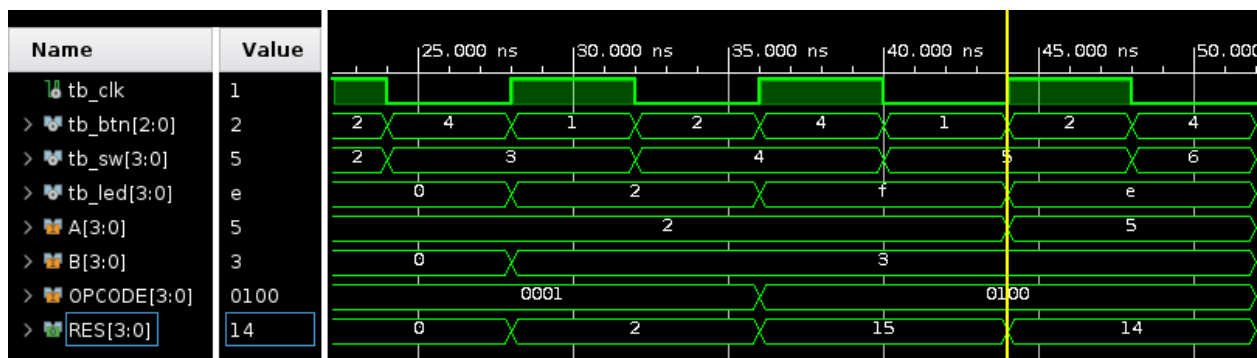 Name Value 25.000 ns 30.000 ns 35.000 ns 40.000 ns 45.000 ns 50.00
tb_clk 1
tb_btn[2:0] 2 2 4 1 2 4 1 2 4
tb_sw[3:0] 5 2 3 4 5 6
tb_led[3:0] e 0 2 f e
A[3:0] 5 2 5
B[3:0] 3 0 3
OPCODE[3:0] 0100 0001 0100
RES[3:0] 14 0 2 15 14